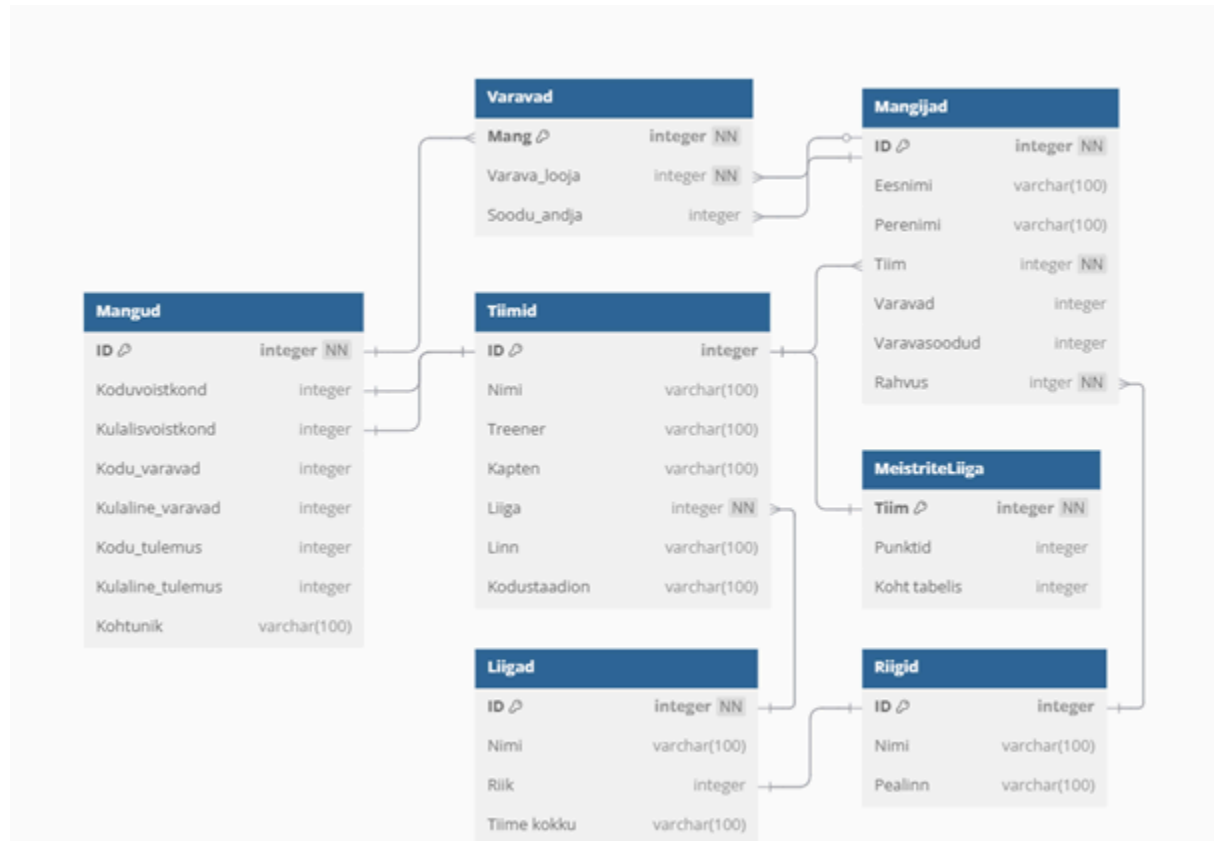 Varavad
Mang integer NN
Varava_looja integer NN
Soodu_andja integer
Mangijad
ID integer NN
Eesnimi varchar(100)
Perenimi varchar(100)
Tiim integer NN
Varavad integer
Varavasoodud integer
Rahvus intger NN
Mangud
ID integer NN
Koduvoistkond integer
Kulalisvoistkond integer
Kodu_varavad integer
Kulaline_varavad integer
Kodu_tulemus integer
Kulaline_tulemus integer
Kohtunik varchar(100)
Tiimid
ID integer
Nimi varchar(100)
Treener varchar(100)
Kapten varchar(100)
Liiga integer NN
Linn varchar(100)
Kodustaadion varchar(100)
MeistriteLiiga
Tiim integer NN
Punktid integer
Koht tabelis integer
Liigad
ID integer NN
Nimi varchar(100)
Riik integer
Tiime kokku varchar(100)
Riigid
ID integer
Nimi varchar(100)
Pealinn varchar(100)